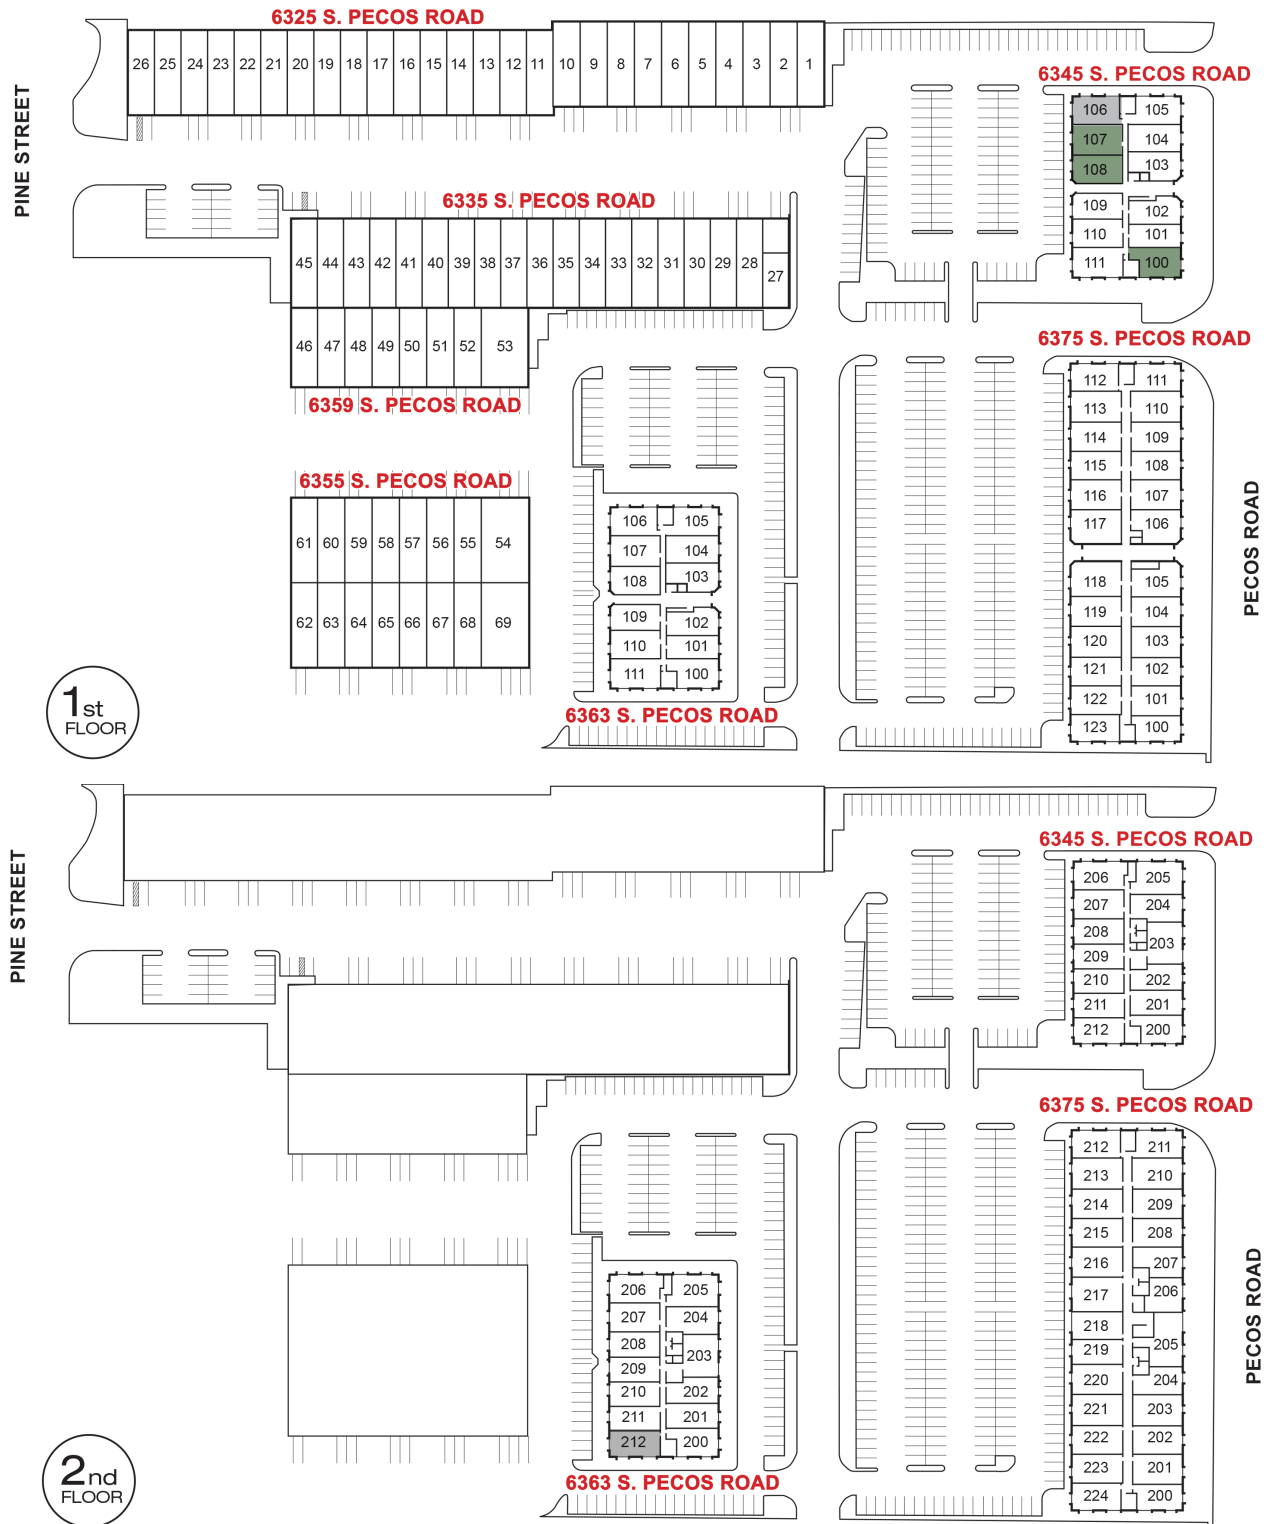 6325 S. PECOS ROAD
26 25 24 23 22 21 20 19 18 17 16 15 14 13 12 11 10 9 8 7 6 5 4 3 2 1
PINE STREET
6335 S. PECOS ROAD
45 44 43 42 41 40 39 38 37 36 35 34 33 32 31 30 29 28 27
46 47 48 49 50 51 52 53
6359 S. PECOS ROAD
6355 S. PECOS ROAD
61 60 59 58 57 56 55 54
62 63 64 65 66 67 68 69
6345 S. PECOS ROAD
106 105
107 104
108 103
109 102
110 101
111 100
6375 S. PECOS ROAD
112 111
113 110
114 109
115 108
116 107
117 106
118 105
119 104
120 103
121 102
122 101
123 100
PECOS ROAD
106 105
107 104
108 103
109 102
110 101
111 100
6363 S. PECOS ROAD
1st
FLOOR
PINE STREET
6345 S. PECOS ROAD
206 205
207 204
208 203
209
210 202
211 201
212 200
6375 S. PECOS ROAD
212 211
213 210
214 209
215 208
216 207
217 206
218 205
219
220 204
221 203
222 202
223 201
224 200
PECOS ROAD
206 205
207 204
208 203
209
210 202
211 201
212 200
6363 S. PECOS ROAD
2nd
FLOOR